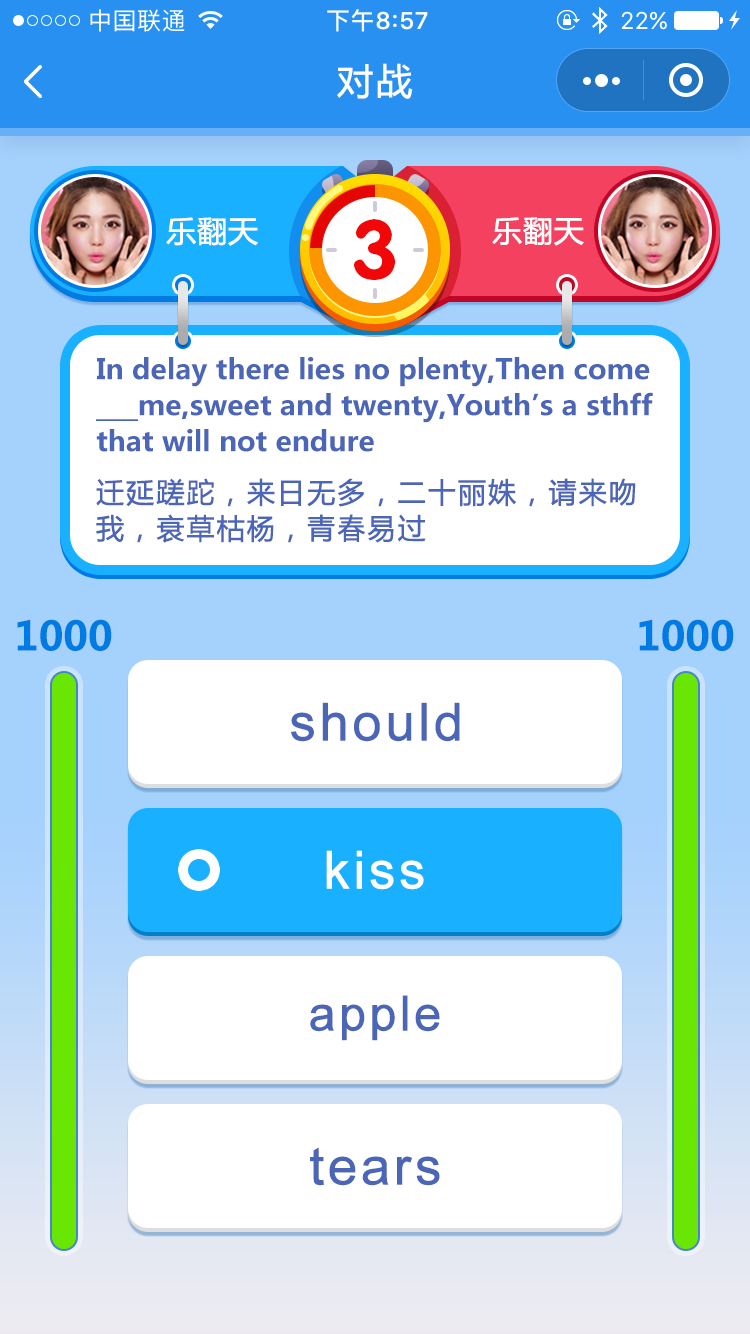 中国联通 下午8:57 22%
对战
乐翻天 3 乐翻天
In delay there lies no plenty,Then come
___me,sweet and twenty,Youth’s a sthff
that will not endure
迁延蹉跎，来日无多，二十丽姝，请来吻
我，衰草枯杨，青春易过
1000 1000
should
kiss
apple
tears